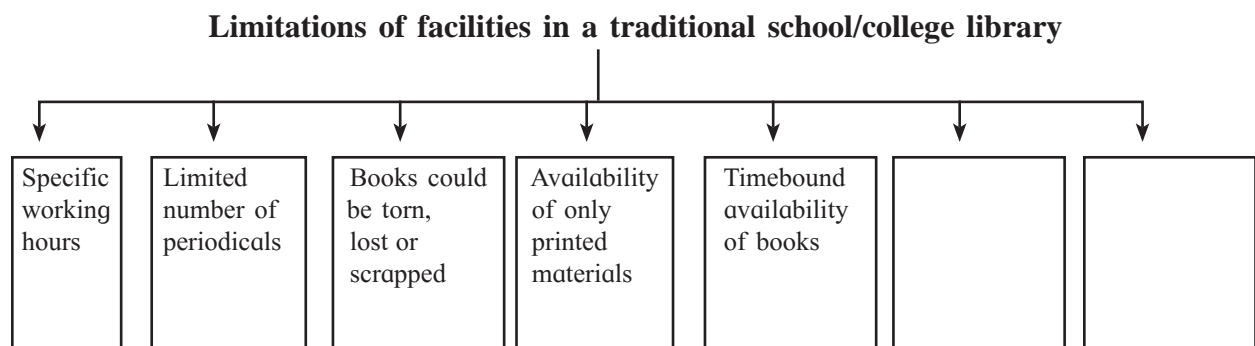 Limitations of facilities in a traditional school/college library
Specific
working
hours
Limited
number of
periodicals
Books could
be torn,
lost or
scrapped
Availability
of only
printed
materials
Timebound
availability
of books